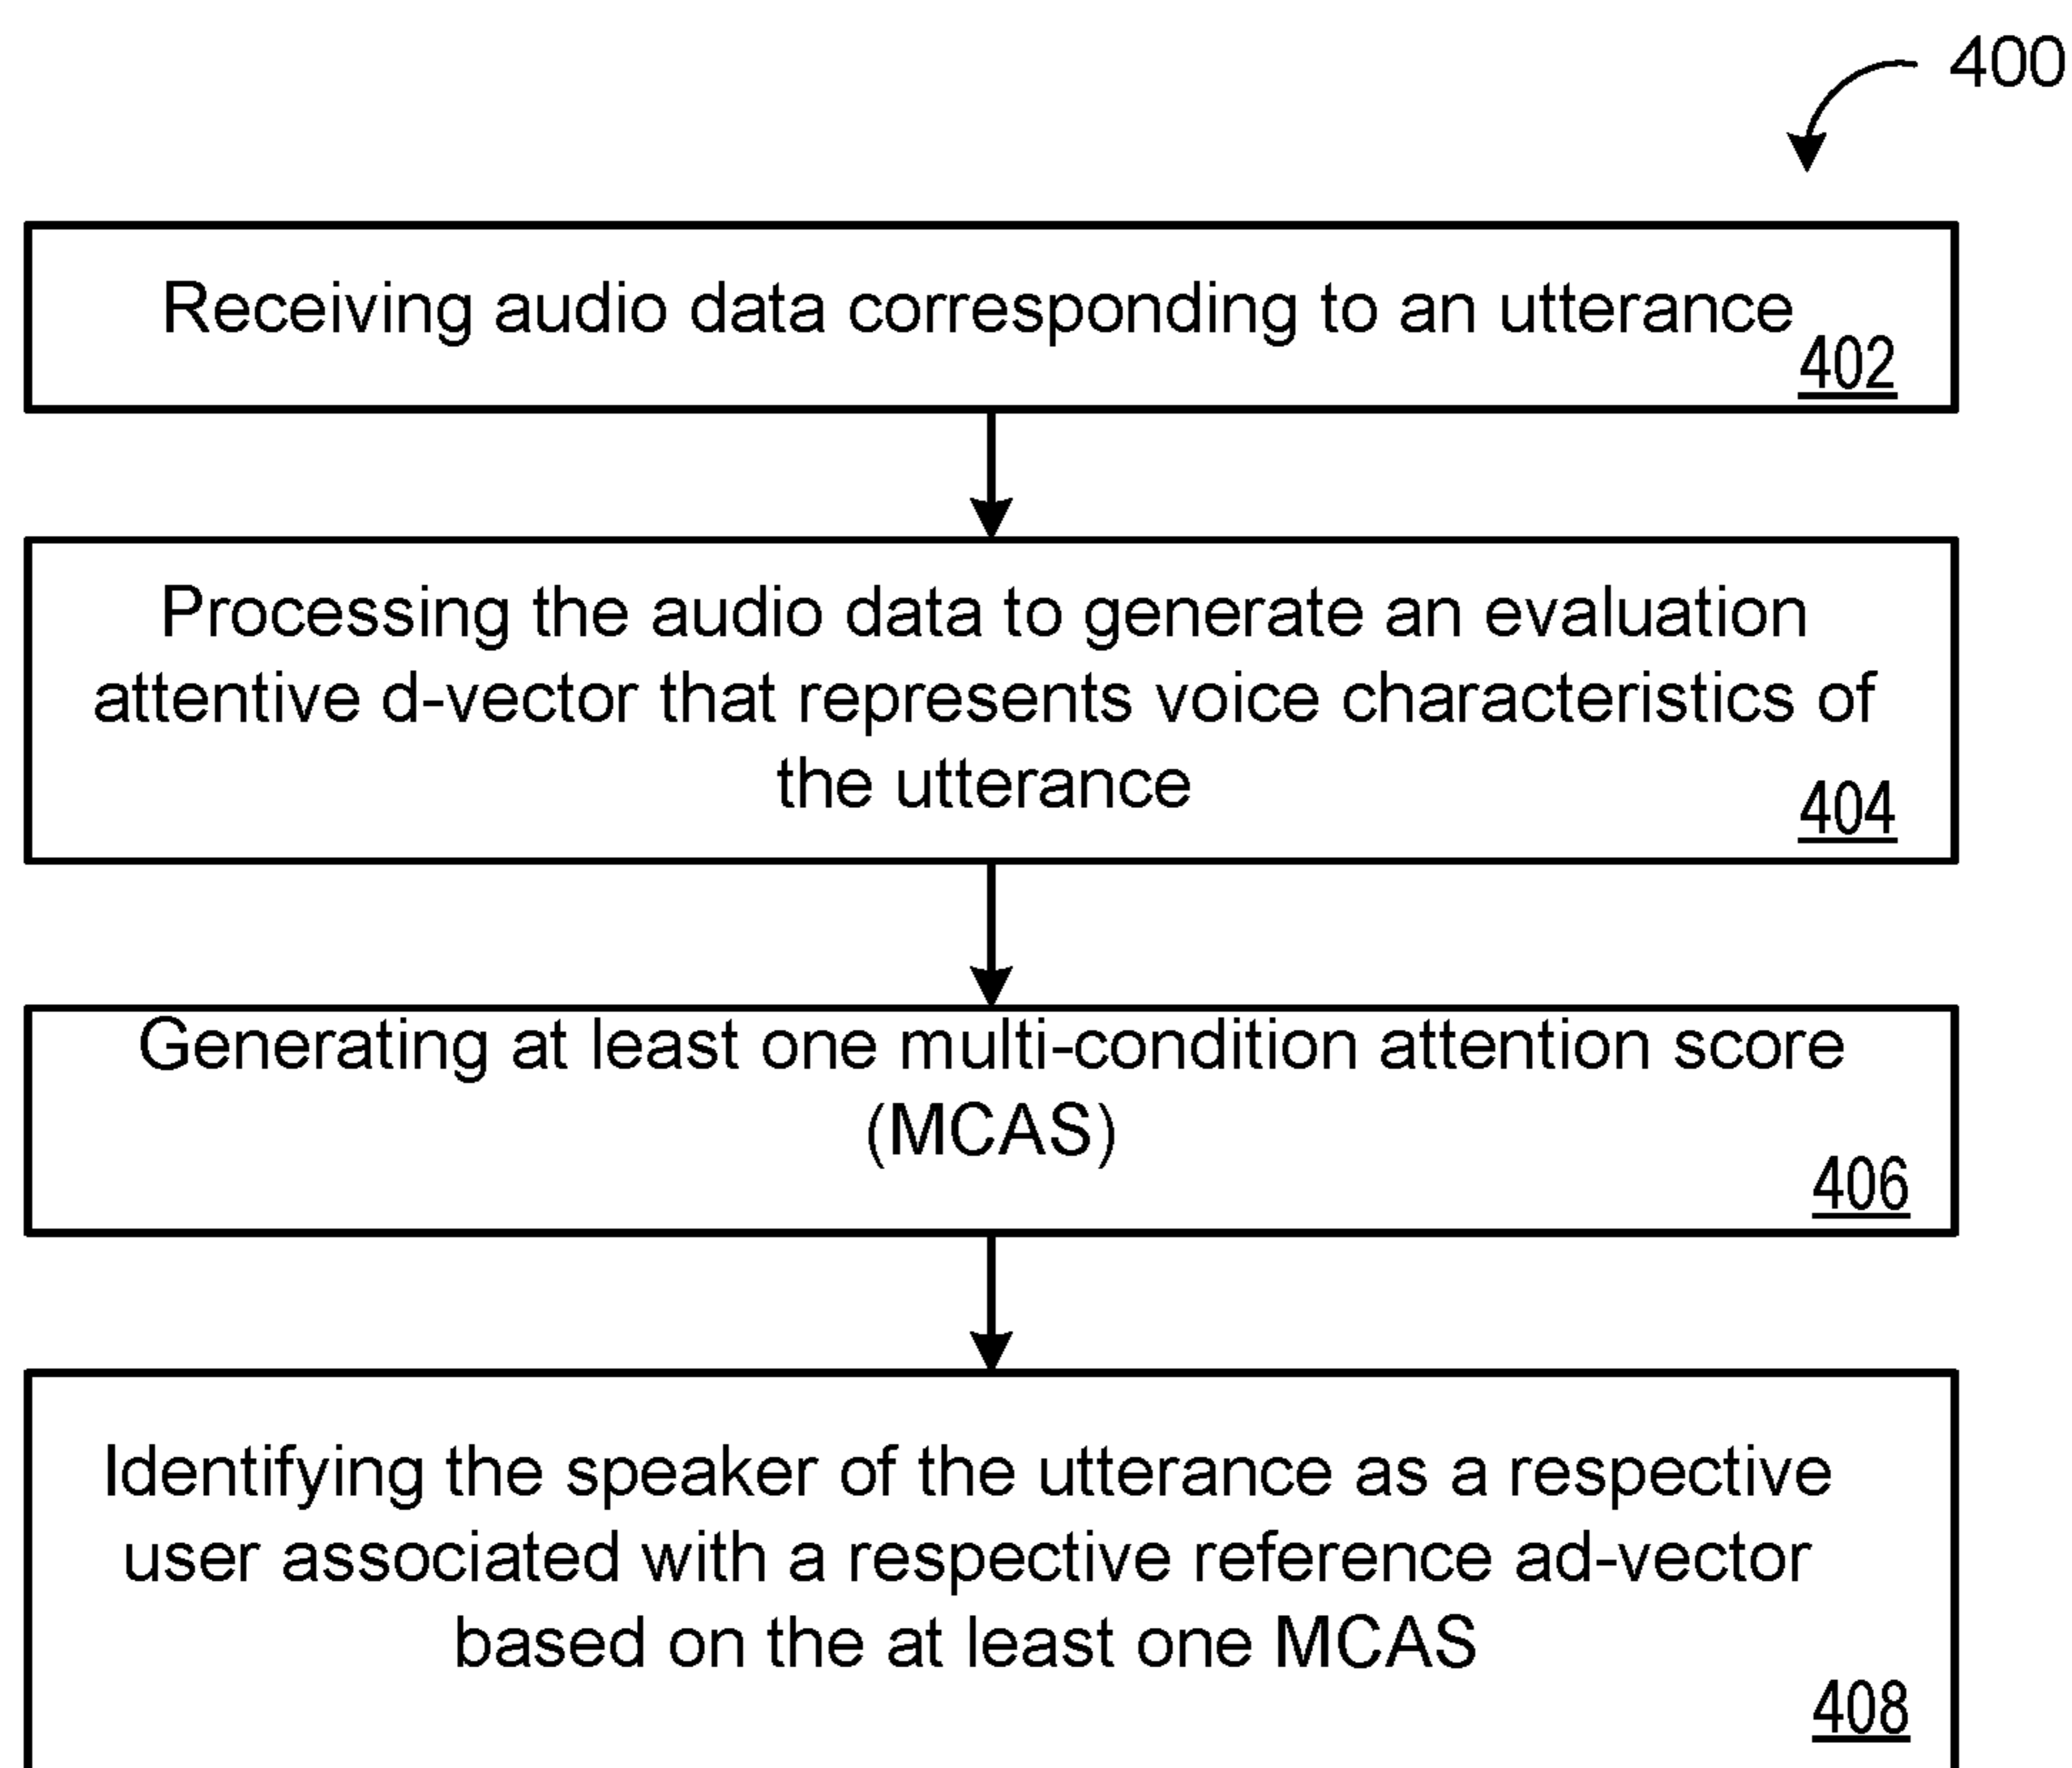 400
Receiving audio data corresponding to an utterance
402
Processing the audio data to generate an evaluation
attentive d-vector that represents voice characteristics of
the utterance
404
Generating at least one multi-condition attention score
(MCAS)
406
Identifying the speaker of the utterance as a respective
user associated with a respective reference ad-vector
based on the at least one MCAS
408